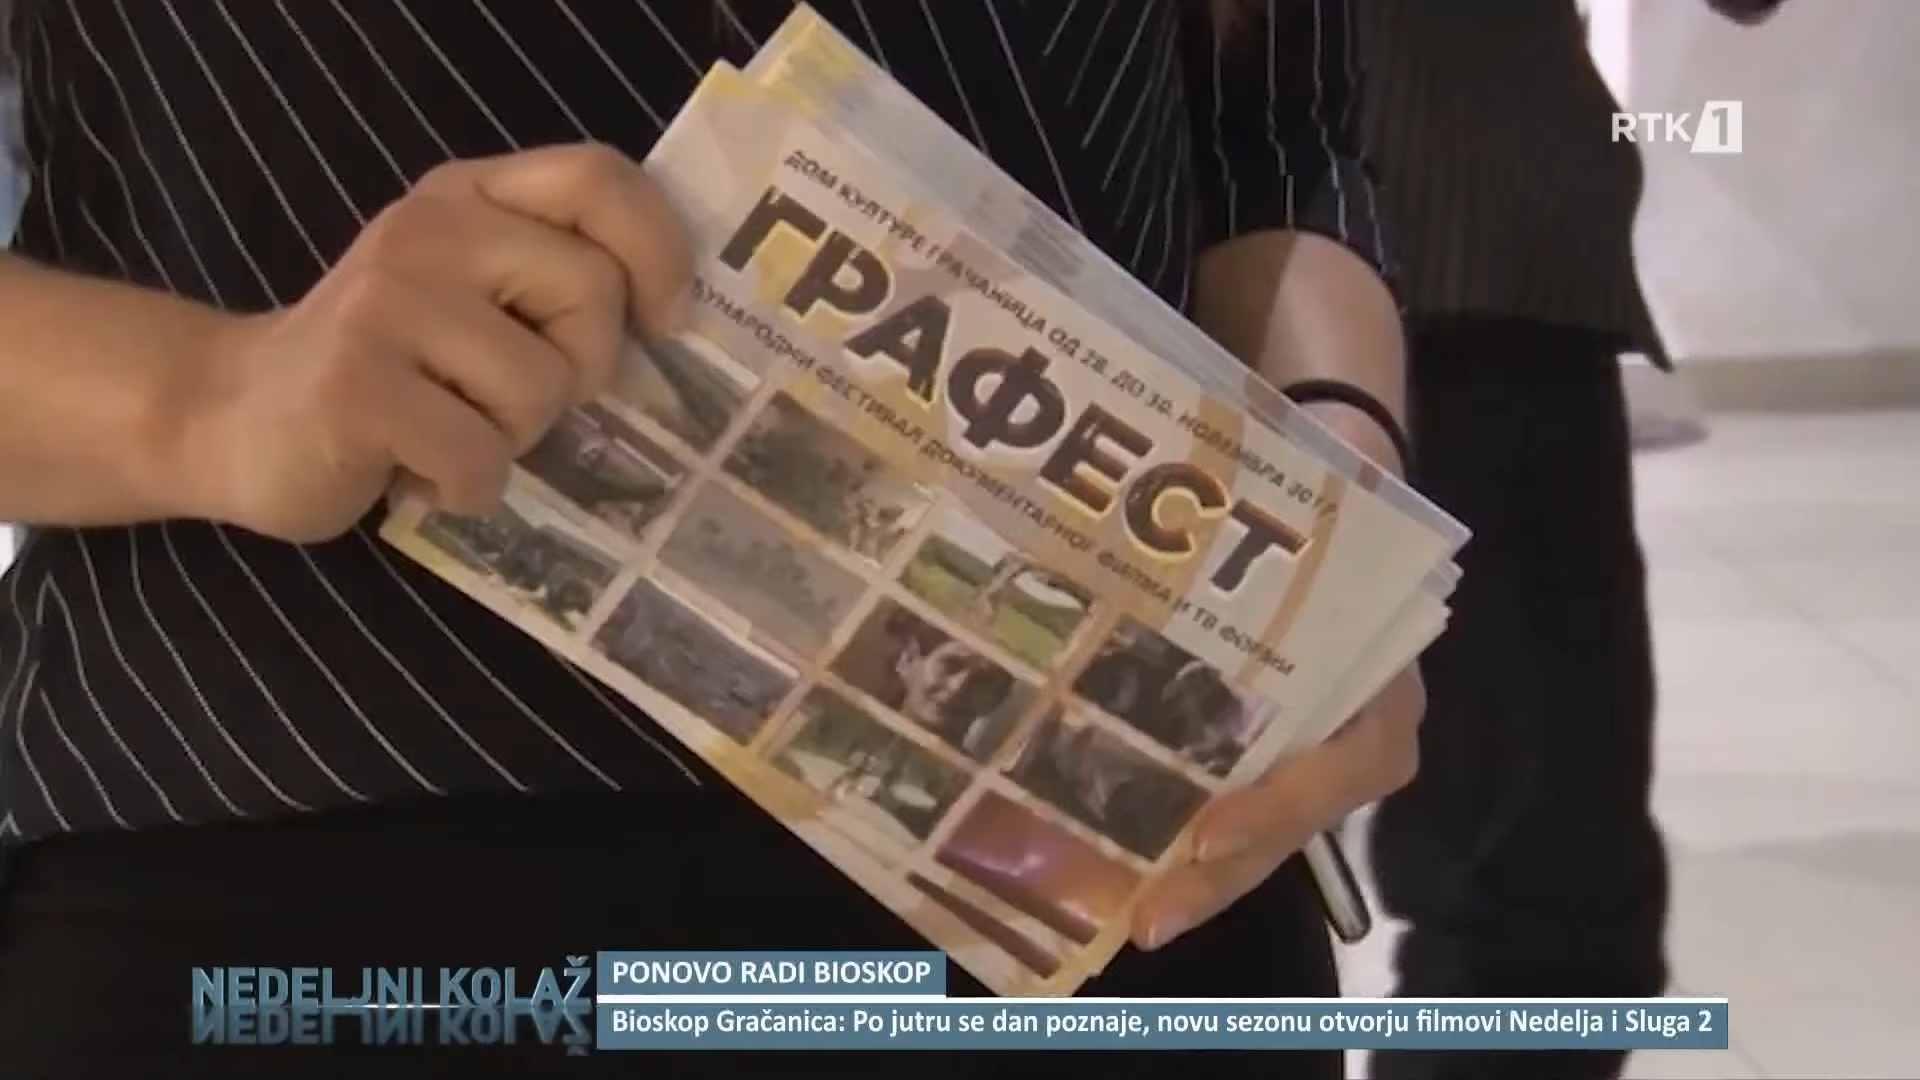 RTK 1
ДОМ КУЛТУРЕ ГРАЧАНИЦА ОД 28. ДО 30. НОВЕМБРА
ГРАФЕСТ
ФЕСТИВАЛ ДОКУМЕНТАРНОГ ФИЛМА И ТВ ФОРМИ
NEDELJNI KOLAŽ
PONOVO RADI BIOSKOP
Bioskop Gračanica: Po jutru se dan poznaje, novu sezonu otvorju filmovi Nedelja i Sluga 2